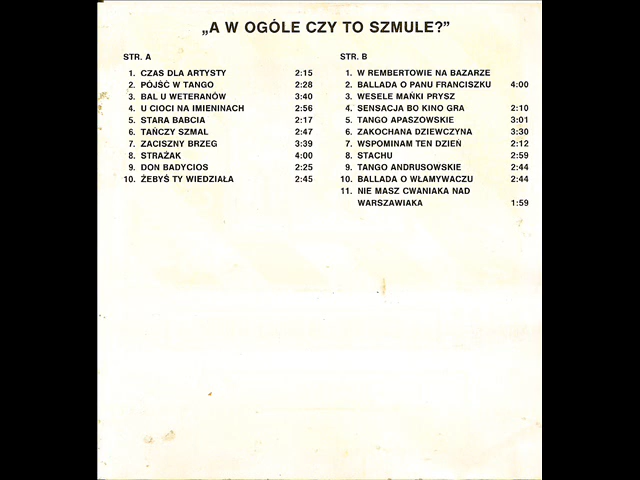 „A W OGÓLE CZY TO SZMULE?”
STR. A
1. CZAS DLA ARTYSTY 2:15
2. PÓJŚĆ W TANGO 2:28
3. BAL U WETERANÓW 3:40
4. U CIOCI NA IMIENINACH 2:56
5. STARA BABCIA 2:17
6. TAŃCZY SZMAL 2:47
7. ZACISZNY BRZEG 3:39
8. STRAŻAK 4:00
9. DON BADYCIOS 2:25
10. ŻEBYŚ TY WIEDZIAŁA 2:45
STR. B
1. W REMBERTOWIE NA BAZARZE
2. BALLADA O PANU FRANCISZKU 4:00
3. WESELE MAŃKI PRYSZ
4. SENSACJA BO KINO GRA 2:10
5. TANGO APASZOWSKIE 3:01
6. ZAKOCHANA DZIEWCZYNA 3:30
7. WSPOMINAM TEN DZIEŃ 2:12
8. STACHU 2:59
9. TANGO ANDRUSOWSKIE 2:44
10. BALLADA O WŁAMYWACZU 2:44
11. NIE MASZ CWANIAKA NAD
WARSZAWIAKA 1:59